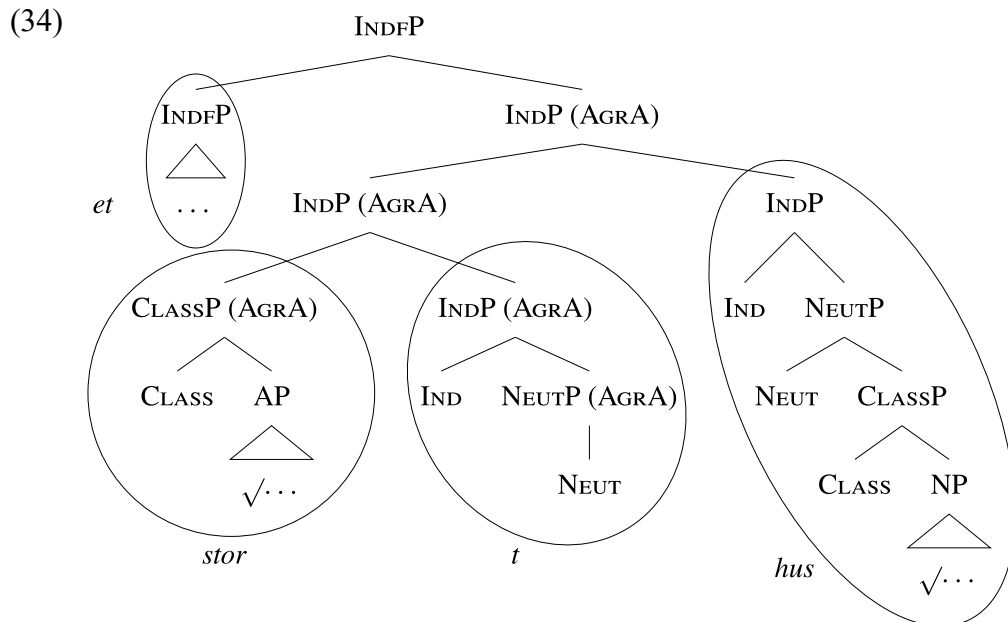 (34)
INDFP
INDFP INDP (AGRA)
et ... INDP (AGRA) INDP
CLASSP (AGRA) INDP (AGRA) IND NEUTP
CLASS AP IND NEUTP (AGRA) NEUT CLASSP
√... NEUT CLASS NP
stor t hus √...